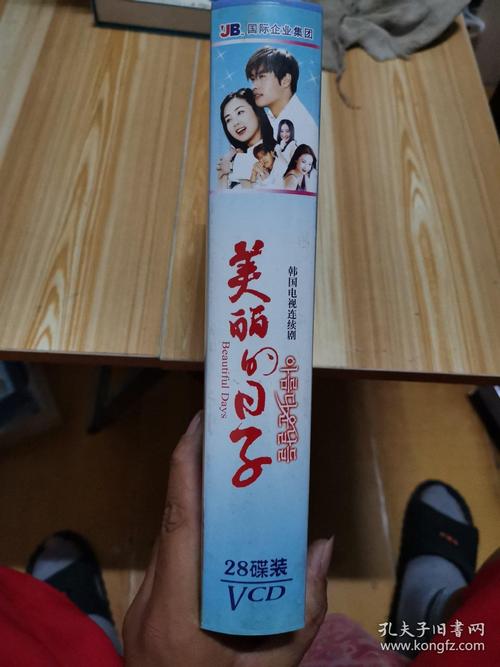 UB 国际企业集团
韩国电视连续剧
美丽的日子
Beautiful Days
아름다운날들
28碟装
VCD
孔夫子旧书网
www.kongfz.com